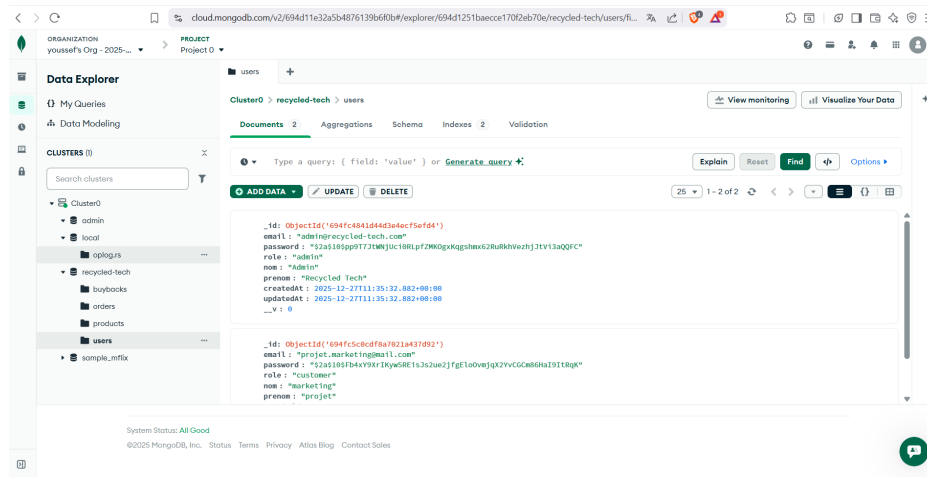 cloud.mongodb.com/v2/694d11e32a5b4876139b6f0b#/explorer/694d1251baecce170f2eb70e/recycled-tech/users/fi...
ORGANIZATION
youssef's Org - 2025-...
PROJECT
Project 0
Data Explorer
My Queries
Data Modeling
CLUSTERS (1)
Search clusters
Cluster0
admin
local
oplog.rs
recycled-tech
buybacks
orders
products
users
sample_mflix
users
Cluster0 > recycled-tech > users
View monitoring
Visualize Your Data
Documents 2 Aggregations Schema Indexes 2 Validation
Type a query: { field: 'value' } or Generate query
Explain Reset Find </> Options
ADD DATA UPDATE DELETE
25 1 – 2 of 2
_id: ObjectId('694fc4841d44d3e4ecf5efd4')
email : "admin@recycled-tech.com"
password : "$2a$10$pp9T7JtWNjUci0RLpfZMKOgxKqgshmx62RuRkhVezhjJtVi3aQQFC"
role : "admin"
nom : "Admin"
prenom : "Recycled Tech"
createdAt : 2025-12-27T11:35:32.882+00:00
updatedAt : 2025-12-27T11:35:32.882+00:00
__v : 0
_id: ObjectId('694fc5c0cdf8a7021a437d92')
email : "projet.marketing@mail.com"
password : "$2a$10$Fb4xY9XrIKyw5REisJs2ue2jfgEloOvmjqX2YvCGCm86HaI9ItRqK"
role : "customer"
nom : "marketing"
prenom : "projet"
System Status: All Good
©2025 MongoDB, Inc. Status Terms Privacy Atlas Blog Contact Sales